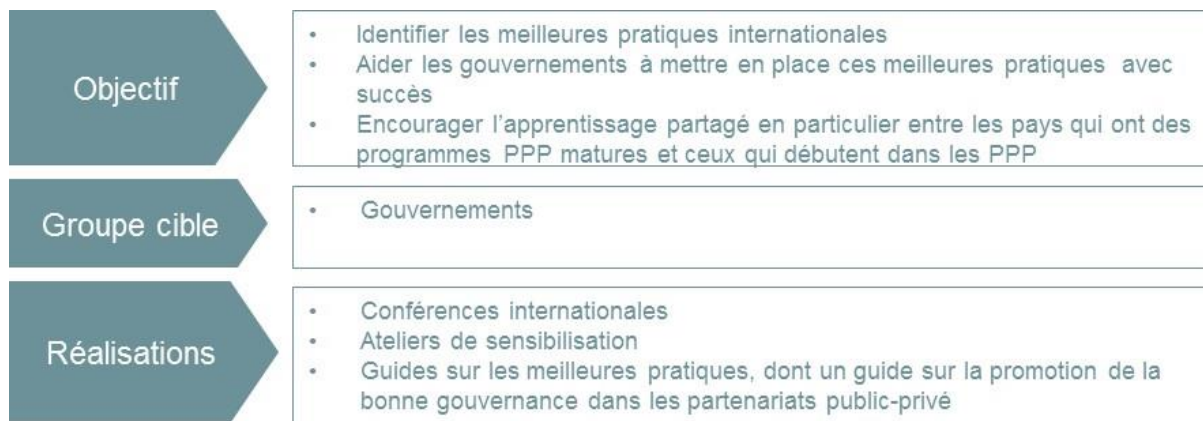 Objectif
• Identifier les meilleures pratiques internationales
• Aider les gouvernements à mettre en place ces meilleures pratiques avec
succès
• Encourager l'apprentissage partagé en particulier entre les pays qui ont des
programmes PPP matures et ceux qui débutent dans les PPP
Groupe cible
• Gouvernements
Réalisations
• Conférences internationales
• Ateliers de sensibilisation
• Guides sur les meilleures pratiques, dont un guide sur la promotion de la
bonne gouvernance dans les partenariats public-privé